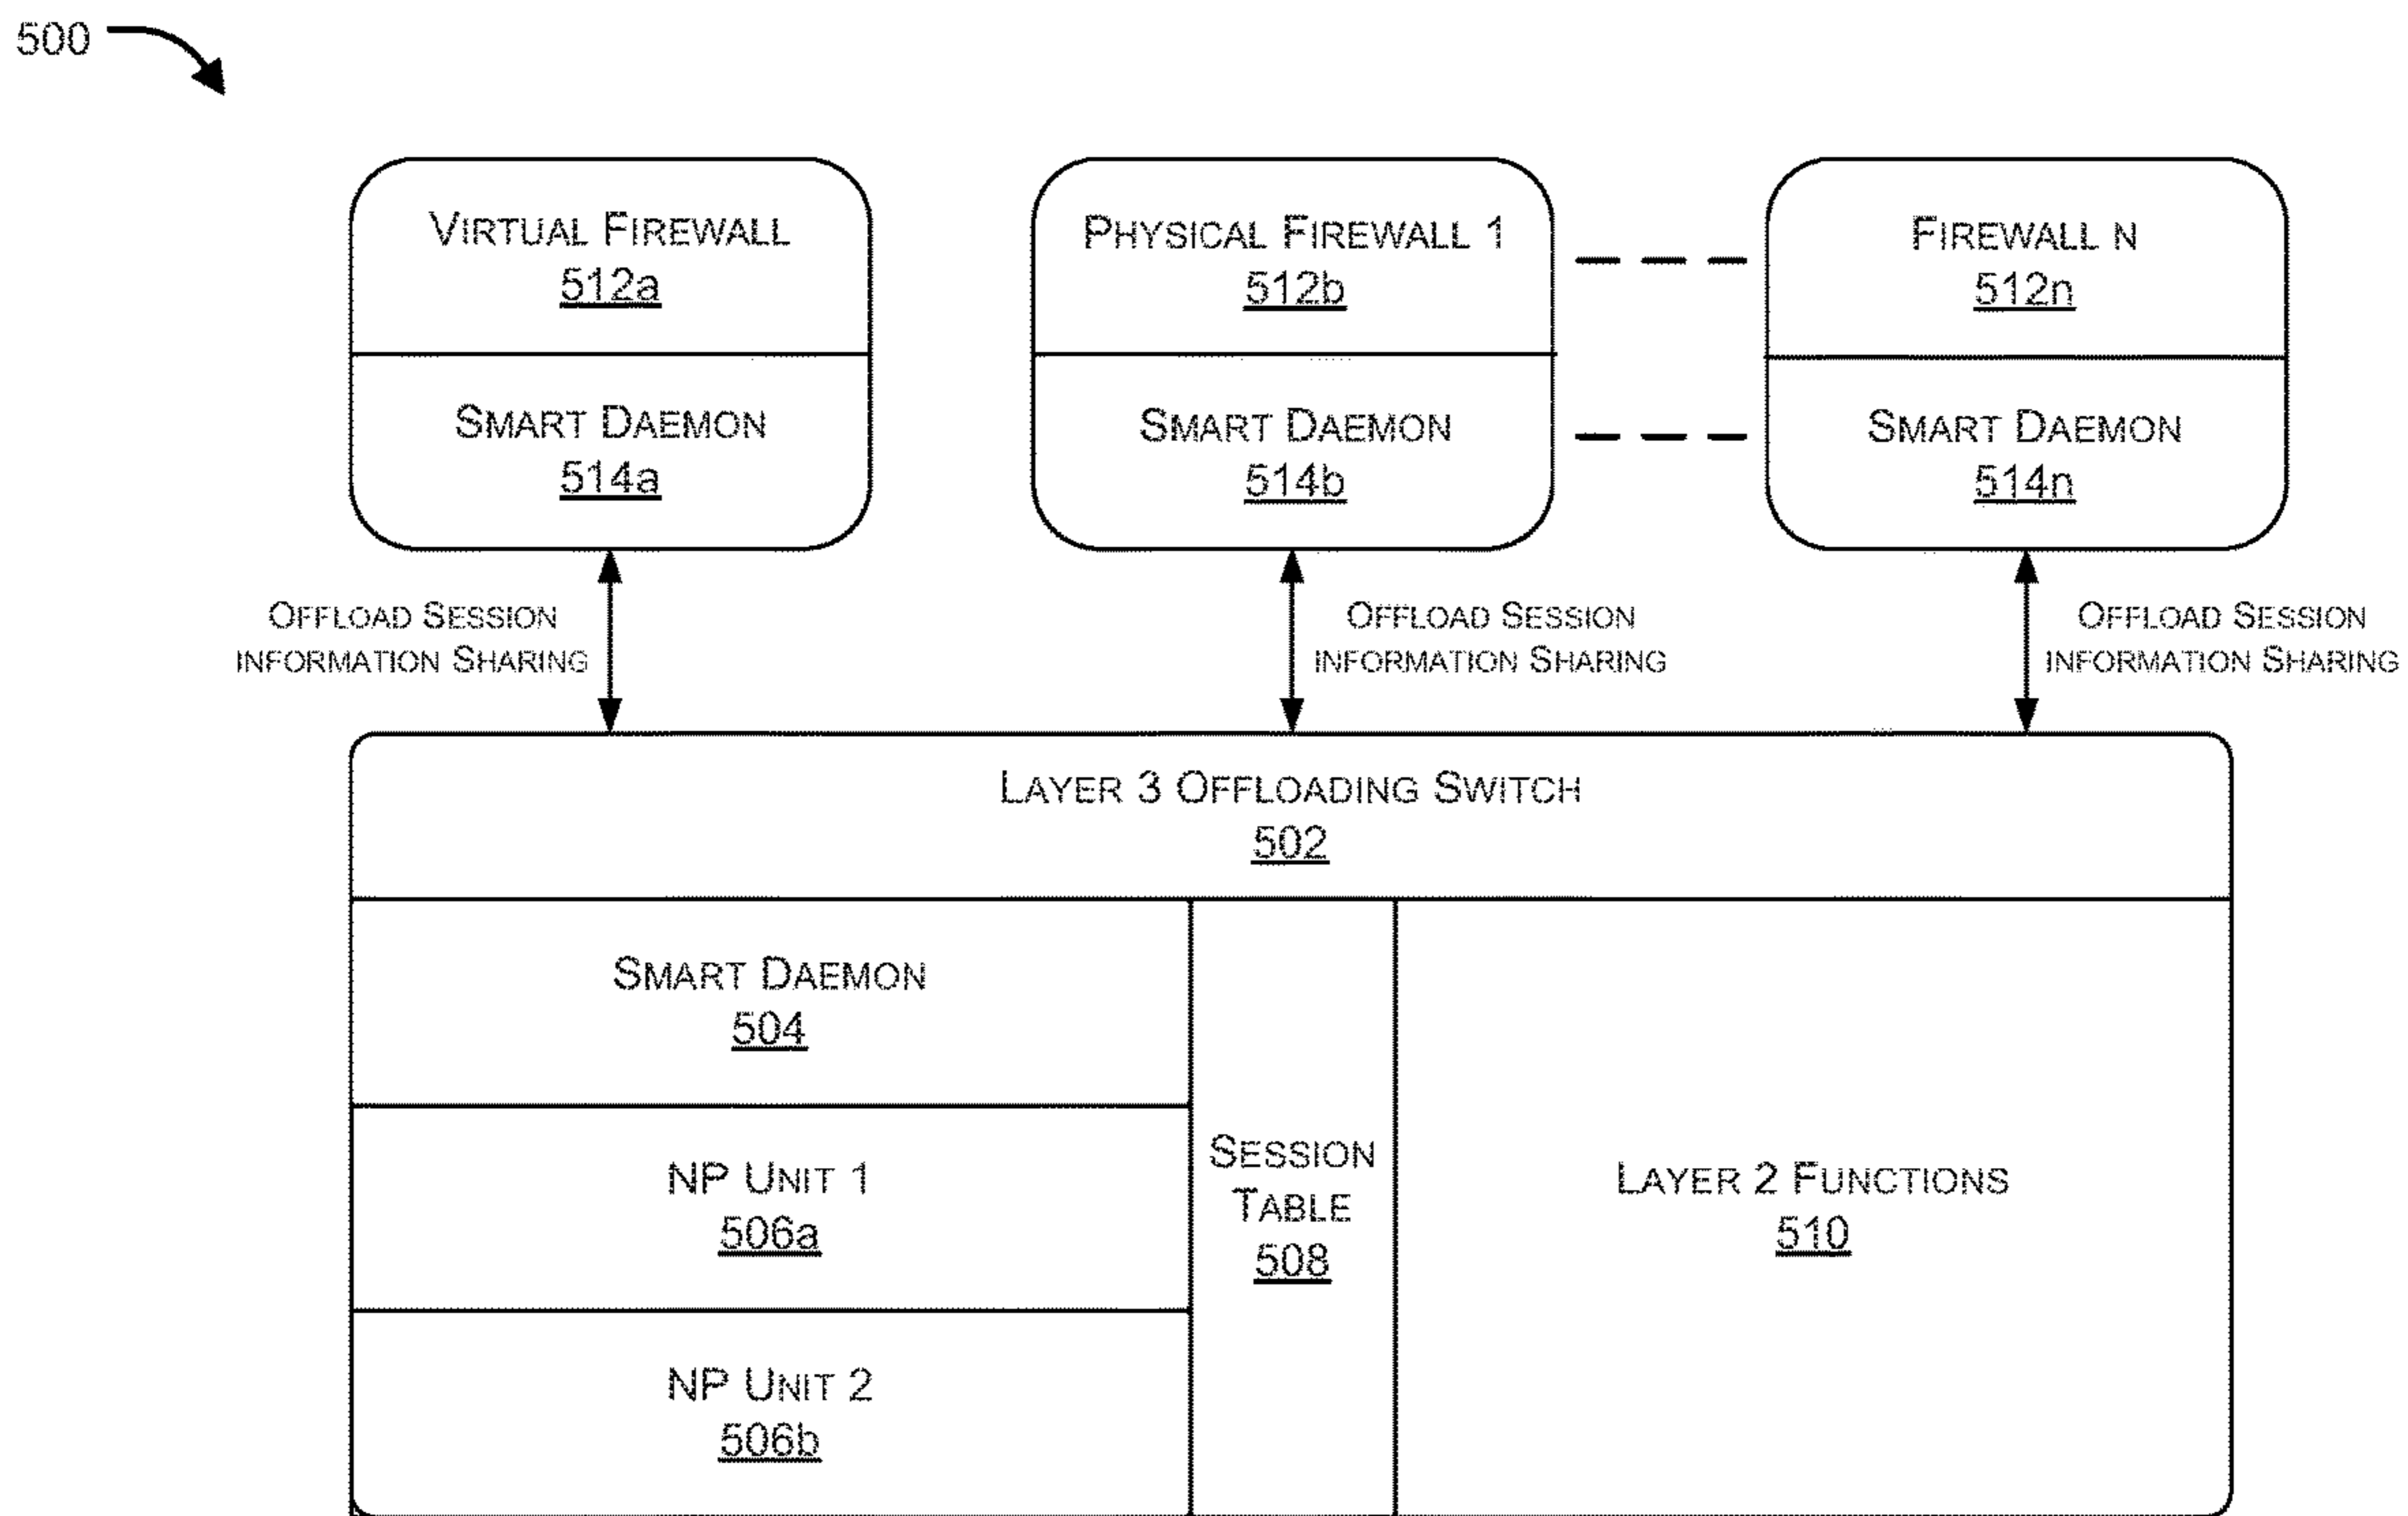 500
VIRTUAL FIREWALL
512a
SMART DAEMON
514a
PHYSICAL FIREWALL 1
512b
SMART DAEMON
514b
FIREWALL N
512n
SMART DAEMON
514n
OFFLOAD SESSION
INFORMATION SHARING
OFFLOAD SESSION
INFORMATION SHARING
OFFLOAD SESSION
INFORMATION SHARING
LAYER 3 OFFLOADING SWITCH
502
SMART DAEMON
504
NP UNIT 1
506a
NP UNIT 2
506b
SESSION
TABLE
508
LAYER 2 FUNCTIONS
510